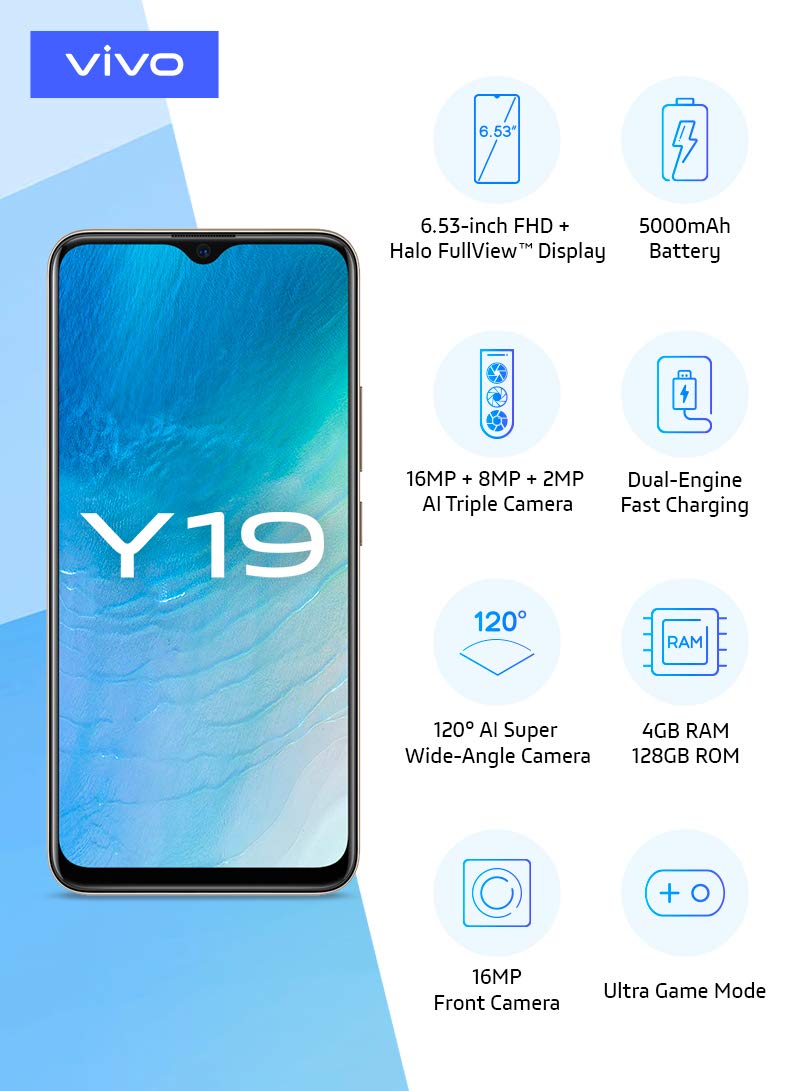 vivo
6.53"
6.53-inch FHD +
Halo FullView™ Display
5000mAh
Battery
16MP + 8MP + 2MP
AI Triple Camera
Dual-Engine
Fast Charging
Y19
120°
120° AI Super
Wide-Angle Camera
RAM
4GB RAM
128GB ROM
16MP
Front Camera
Ultra Game Mode